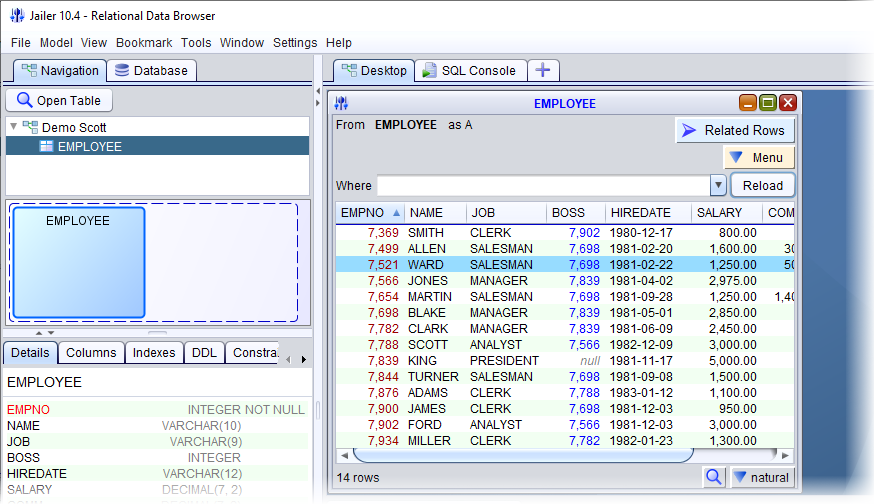 Jailer 10.4 - Relational Data Browser
File Model View Bookmark Tools Window Settings Help
Navigation Database
Open Table
Demo Scott
EMPLOYEE
EMPLOYEE
Details Columns Indexes DDL Constra
EMPLOYEE
EMPNO INTEGER NOT NULL
NAME VARCHAR(10)
JOB VARCHAR(9)
BOSS INTEGER
HIREDATE VARCHAR(12)
SALARY DECIMAL(7, 2)
Desktop SQL Console
EMPLOYEE
From EMPLOYEE as A
Related Rows
Menu
Where Reload
EMPNO NAME JOB BOSS HIREDATE SALARY COM
7,369 SMITH CLERK 7,902 1980-12-17 800.00
7,499 ALLEN SALESMAN 7,698 1981-02-20 1,600.00 30
7,521 WARD SALESMAN 7,698 1981-02-22 1,250.00 50
7,566 JONES MANAGER 7,839 1981-04-02 2,975.00
7,654 MARTIN SALESMAN 7,698 1981-09-28 1,250.00 1,40
7,698 BLAKE MANAGER 7,839 1981-05-01 2,850.00
7,782 CLARK MANAGER 7,839 1981-06-09 2,450.00
7,788 SCOTT ANALYST 7,566 1982-12-09 3,000.00
7,839 KING PRESIDENT null 1981-11-17 5,000.00
7,844 TURNER SALESMAN 7,698 1981-09-08 1,500.00
7,876 ADAMS CLERK 7,788 1983-01-12 1,100.00
7,900 JAMES CLERK 7,698 1981-12-03 950.00
7,902 FORD ANALYST 7,566 1981-12-03 3,000.00
7,934 MILLER CLERK 7,782 1982-01-23 1,300.00
14 rows natural